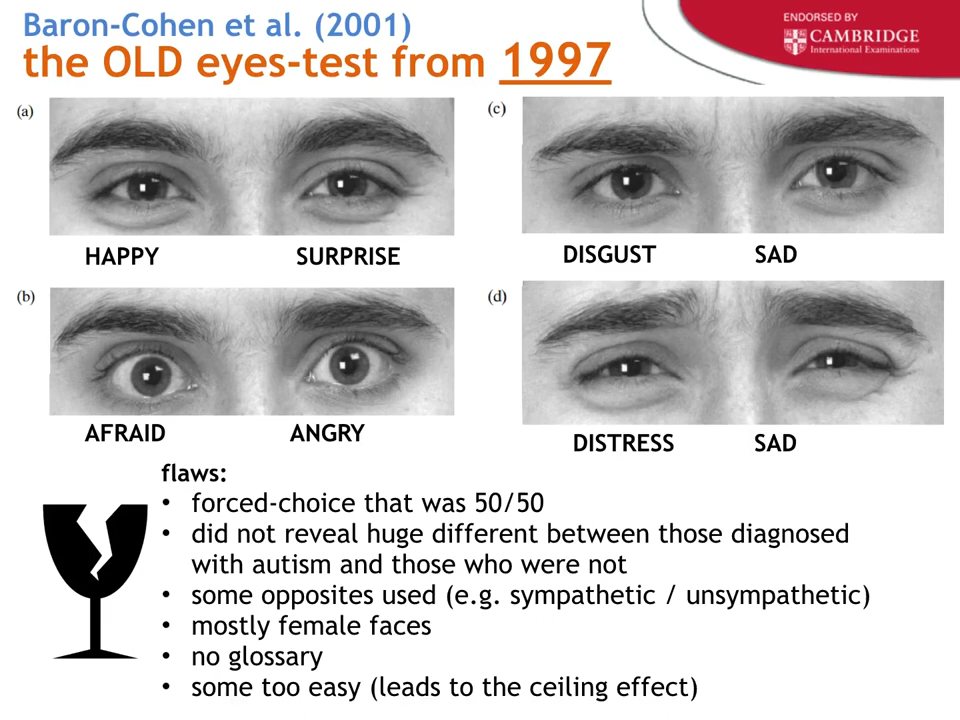 Baron-Cohen et al. (2001)
the OLD eyes-test from 1997
ENDORSED BY
CAMBRIDGE
International Examinations
(a)
HAPPY SURPRISE
(c)
DISGUST SAD
(b)
AFRAID ANGRY
(d)
DISTRESS SAD
flaws:
• forced-choice that was 50/50
• did not reveal huge different between those diagnosed
with autism and those who were not
• some opposites used (e.g. sympathetic / unsympathetic)
• mostly female faces
• no glossary
• some too easy (leads to the ceiling effect)